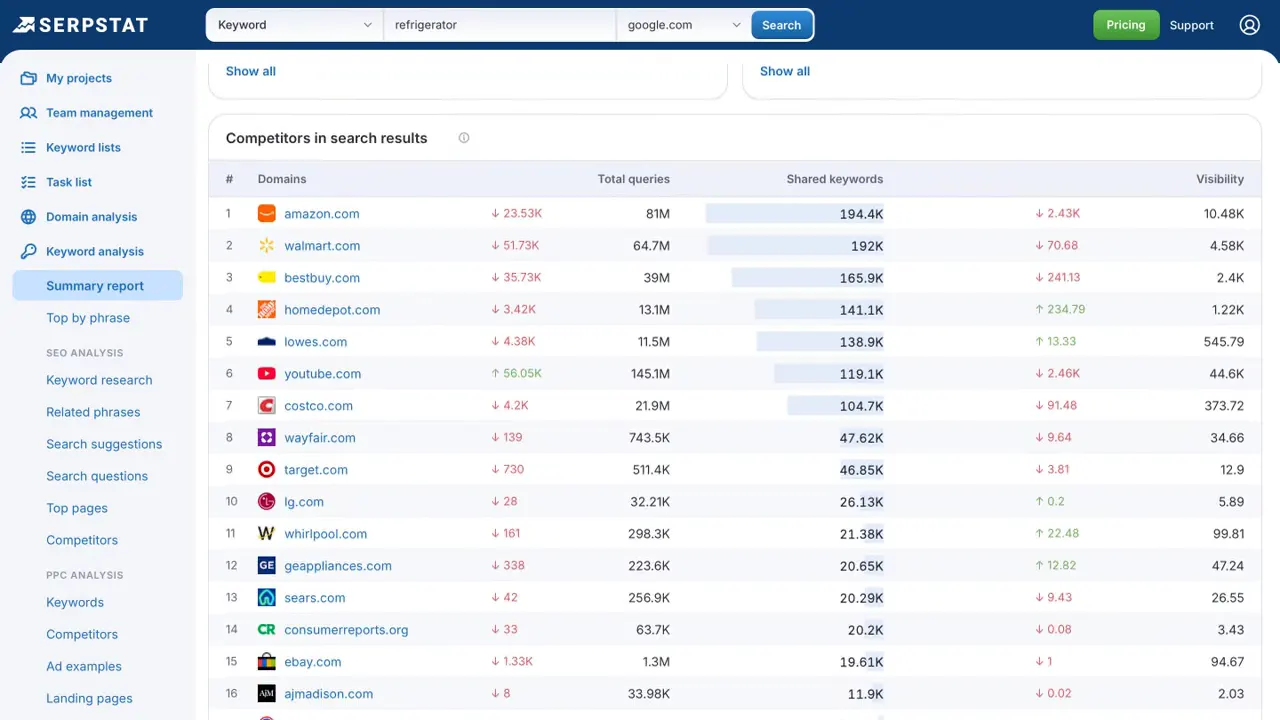 SERPSTAT
Keyword
refrigerator
google.com
Search
Pricing
Support
My projects
Team management
Keyword lists
Task list
Domain analysis
Keyword analysis
Summary report
Top by phrase
SEO ANALYSIS
Keyword research
Related phrases
Search suggestions
Search questions
Top pages
Competitors
PPC ANALYSIS
Keywords
Competitors
Ad examples
Landing pages
Show all
Show all
Competitors in search results
# Domains Total queries Shared keywords Visibility
1 amazon.com ↓ 23.53K 81M 194.4K ↓ 2.43K 10.48K
2 walmart.com ↓ 51.73K 64.7M 192K ↓ 70.68 4.58K
3 bestbuy.com ↓ 35.73K 39M 165.9K ↓ 241.13 2.4K
4 homedepot.com ↓ 3.42K 13.1M 141.1K ↑ 234.79 1.22K
5 lowes.com ↓ 4.38K 11.5M 138.9K ↑ 13.33 545.79
6 youtube.com ↑ 56.05K 145.1M 119.1K ↓ 2.46K 44.6K
7 costco.com ↓ 4.2K 21.9M 104.7K ↓ 91.48 373.72
8 wayfair.com ↓ 139 743.5K 47.62K ↓ 9.64 34.66
9 target.com ↓ 730 511.4K 46.85K ↓ 3.81 12.9
10 lg.com ↓ 28 32.21K 26.13K ↑ 0.2 5.89
11 whirlpool.com ↓ 161 298.3K 21.38K ↑ 22.48 99.81
12 GE geappliances.com ↓ 338 223.6K 20.65K ↑ 12.82 47.24
13 sears.com ↓ 42 256.9K 20.29K ↓ 9.43 26.55
14 CR consumerreports.org ↓ 33 63.7K 20.2K ↓ 0.08 3.43
15 ebay.com ↓ 1.33K 1.3M 19.61K ↓ 1 94.67
16 AJM ajmadison.com ↓ 8 33.98K 11.9K ↓ 0.02 2.03